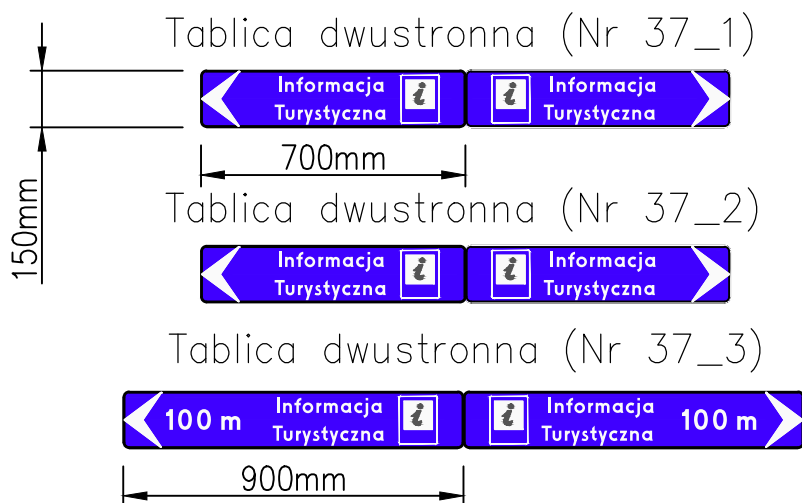 Tablica dwustronna (Nr 37_1)
Informacja
Turystyczna
i
i
Informacja
Turystyczna
150mm
700mm
Tablica dwustronna (Nr 37_2)
Informacja
Turystyczna
i
i
Informacja
Turystyczna
Tablica dwustronna (Nr 37_3)
100 m
Informacja
Turystyczna
i
i
Informacja
Turystyczna
100 m
900mm